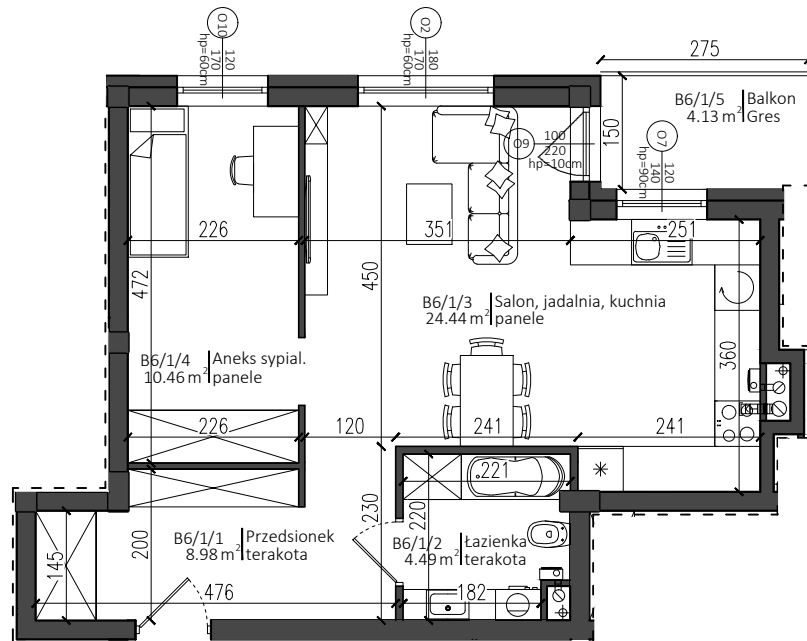 O10
120
170
hp=60cm
O2
180
170
hp=60cm
275
B6/1/5 Balkon
4.13 m² Gres
150
O9
100
220
hp=10cm
O7
120
140
hp=90cm
226
351
251
472
450
B6/1/3 Salon, jadalnia, kuchnia
24.44 m² panele
360
B6/1/4 Aneks sypial.
10.46 m² panele
226
120
241
241
221
230
220
200
145
B6/1/1 Przedsionek
8.98 m² terakota
B6/1/2 Łazienka
4.49 m² terakota
476
182